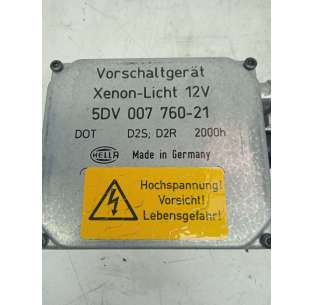 Vorschaltgerät
Xenon-Licht 12V
5DV 007 760-21
DOT D2S; D2R 2000h
HELLA Made in Germany
Hochspannung!
Vorsicht!
Lebensgefahr!